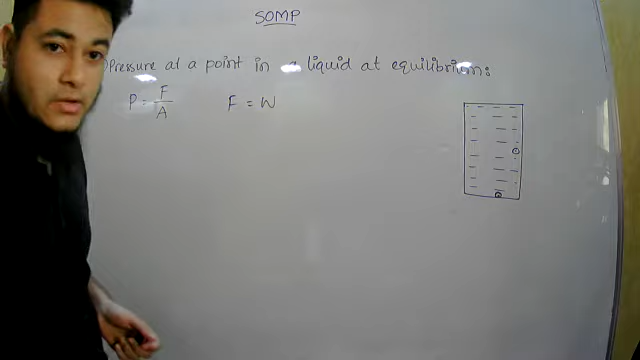 SOMP
Pressure at a point in a liquid at equilibrium:
P = F/A F = W